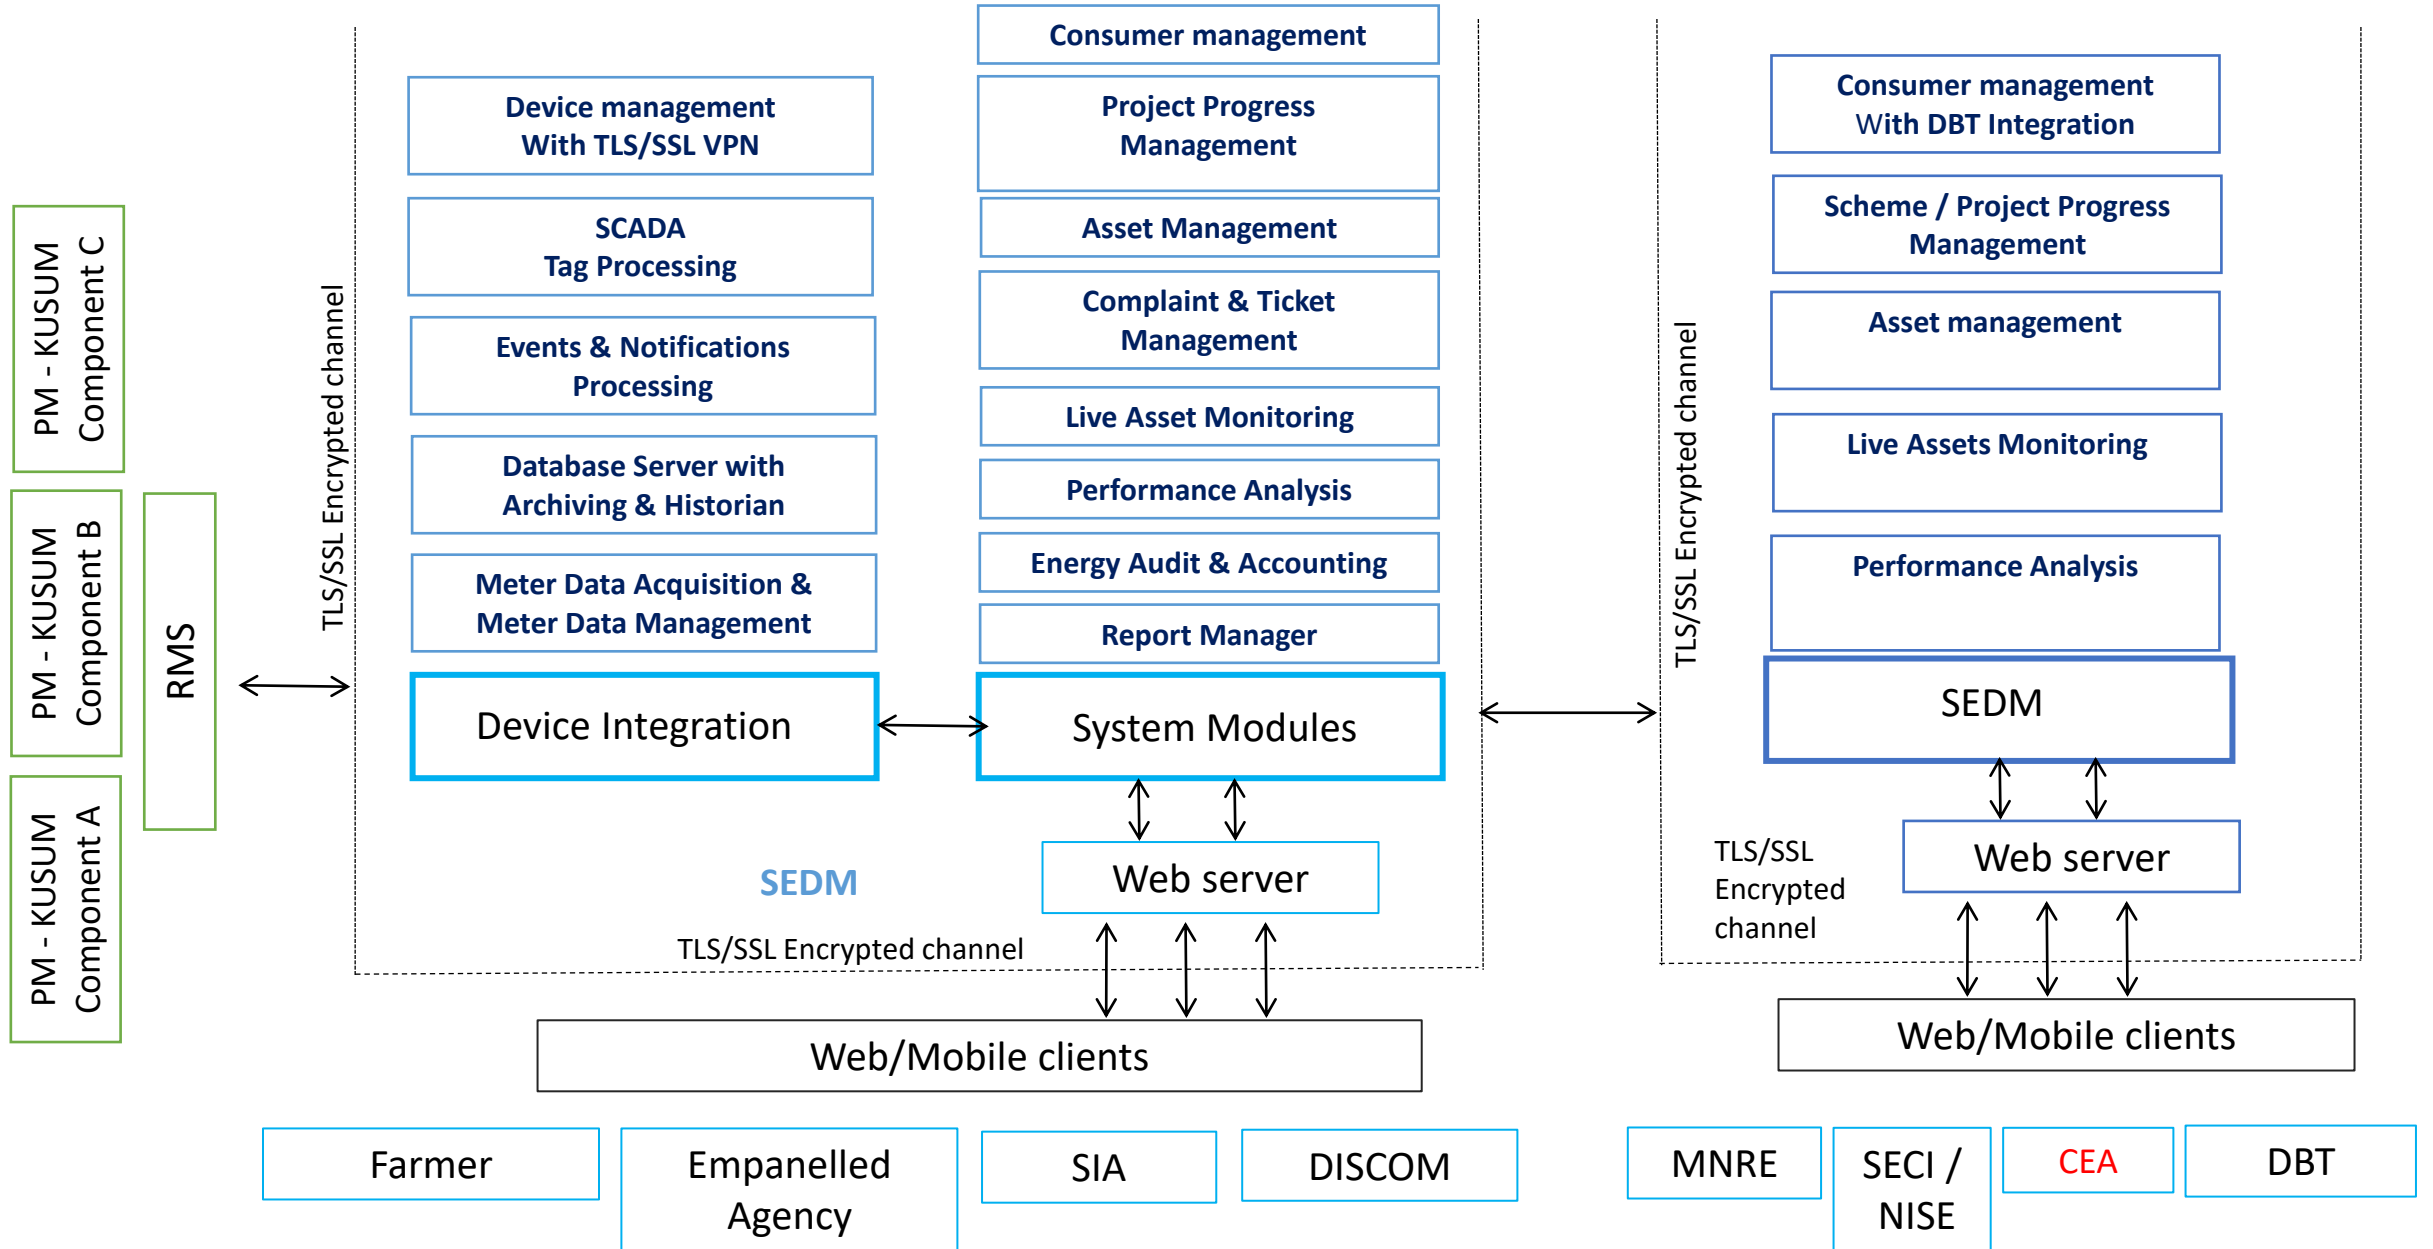 PM - KUSUM
Component C
PM - KUSUM
Component B
PM - KUSUM
Component A
RMS
TLS/SSL Encrypted channel
Device management
With TLS/SSL VPN
SCADA
Tag Processing
Events & Notifications
Processing
Database Server with
Archiving & Historian
Meter Data Acquisition &
Meter Data Management
Device Integration
Consumer management
Project Progress
Management
Asset Management
Complaint & Ticket
Management
Live Asset Monitoring
Performance Analysis
Energy Audit & Accounting
Report Manager
System Modules
SEDM
Web server
TLS/SSL Encrypted channel
Web/Mobile clients
Farmer
Empanelled
Agency
SIA
DISCOM
TLS/SSL Encrypted channel
Consumer management
With DBT Integration
Scheme / Project Progress
Management
Asset management
Live Assets Monitoring
Performance Analysis
SEDM
Web server
TLS/SSL
Encrypted
channel
Web/Mobile clients
MNRE
SECI /
NISE
CEA
DBT